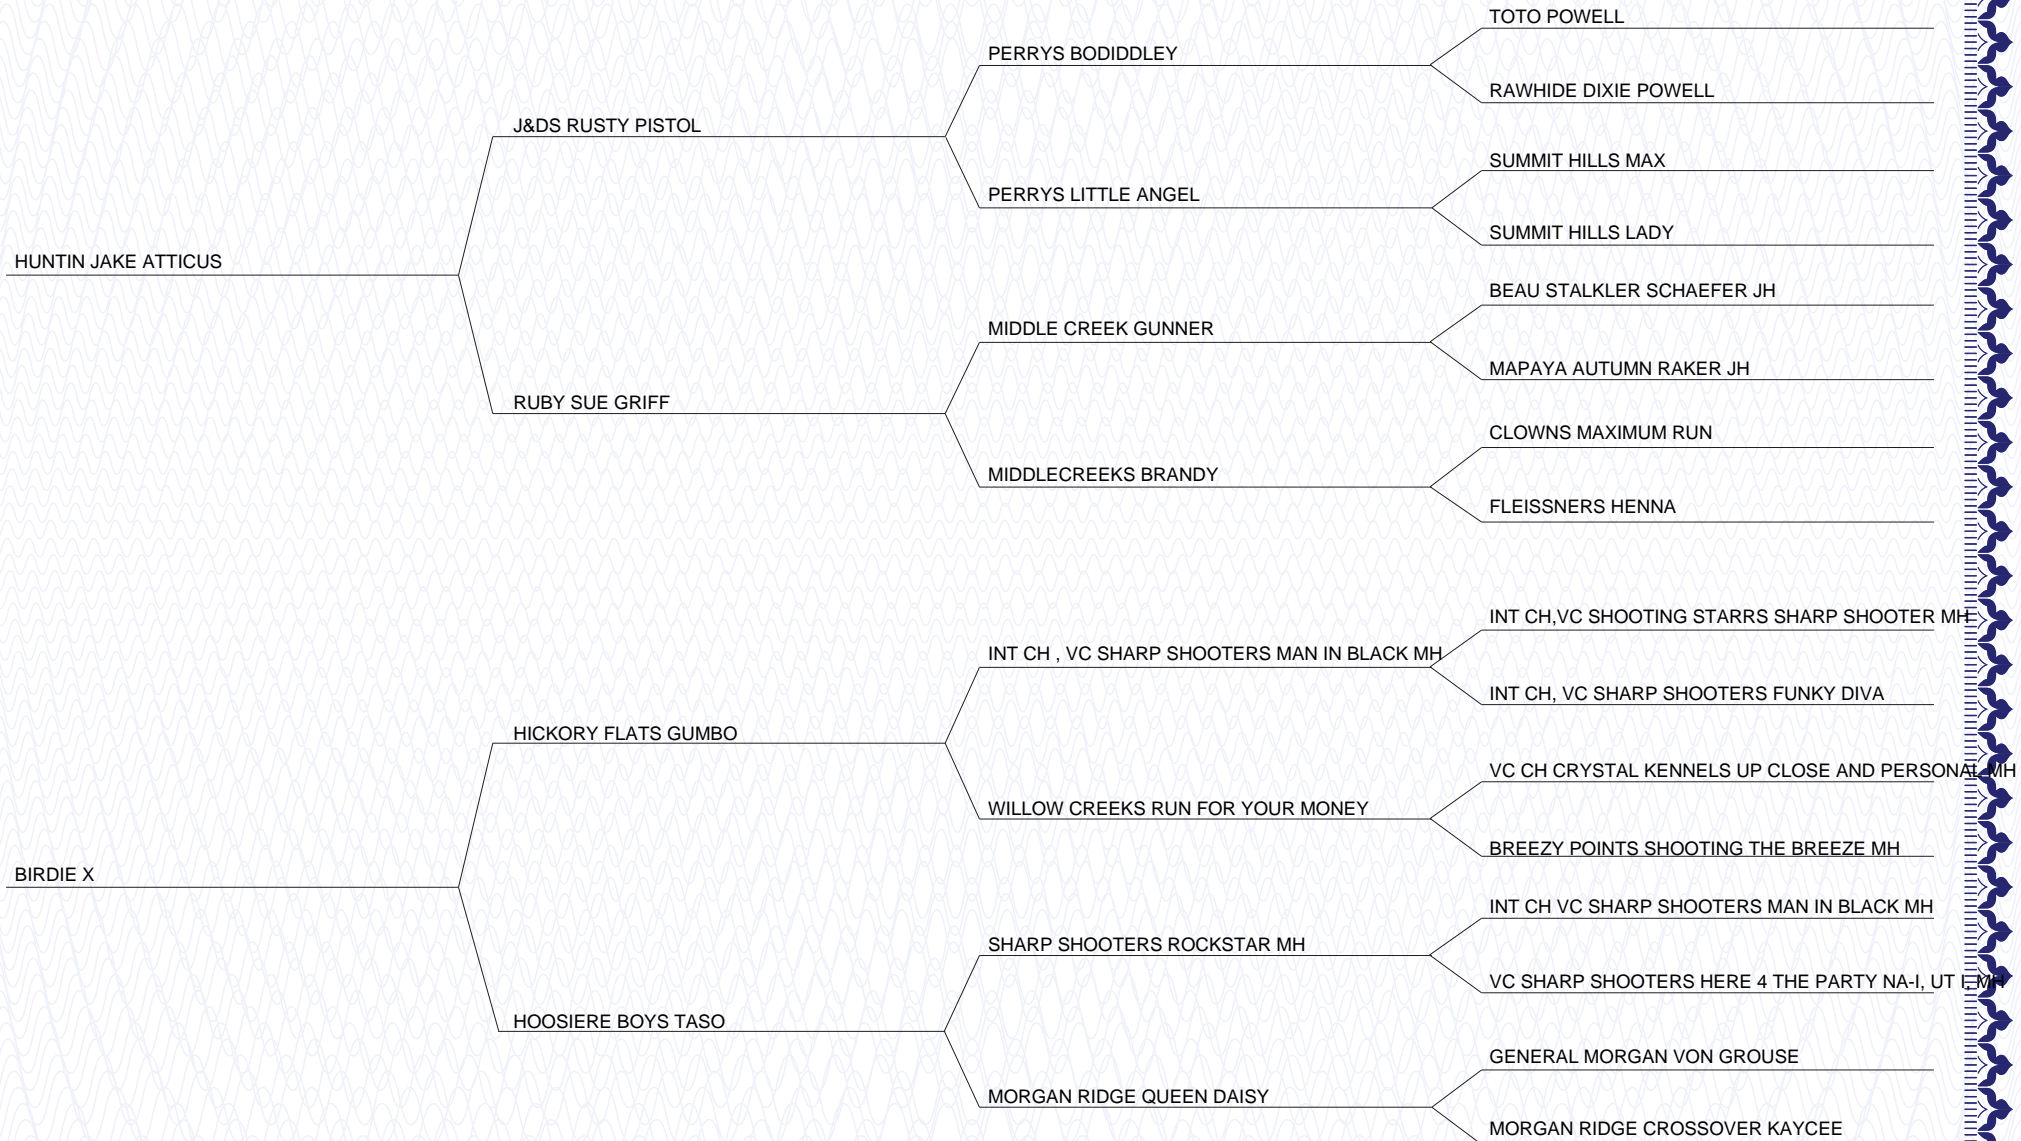 TOTO POWELL
PERRYS BODIDDLEY
RAWHIDE DIXIE POWELL
J&DS RUSTY PISTOL
SUMMIT HILLS MAX
PERRYS LITTLE ANGEL
SUMMIT HILLS LADY
HUNTIN JAKE ATTICUS
BEAU STALKLER SCHAEFER JH
MIDDLE CREEK GUNNER
MAPAYA AUTUMN RAKER JH
RUBY SUE GRIFF
CLOWNS MAXIMUM RUN
MIDDLECREEKS BRANDY
FLEISSNERS HENNA
INT CH,VC SHOOTING STARRS SHARP SHOOTER MH
INT CH , VC SHARP SHOOTERS MAN IN BLACK MH
INT CH, VC SHARP SHOOTERS FUNKY DIVA
HICKORY FLATS GUMBO
VC CH CRYSTAL KENNELS UP CLOSE AND PERSONAL MH
WILLOW CREEKS RUN FOR YOUR MONEY
BREEZY POINTS SHOOTING THE BREEZE MH
BIRDIE X
INT CH VC SHARP SHOOTERS MAN IN BLACK MH
SHARP SHOOTERS ROCKSTAR MH
VC SHARP SHOOTERS HERE 4 THE PARTY NA-I, UT I, MH
HOOSIERE BOYS TASO
GENERAL MORGAN VON GROUSE
MORGAN RIDGE QUEEN DAISY
MORGAN RIDGE CROSSOVER KAYCEE